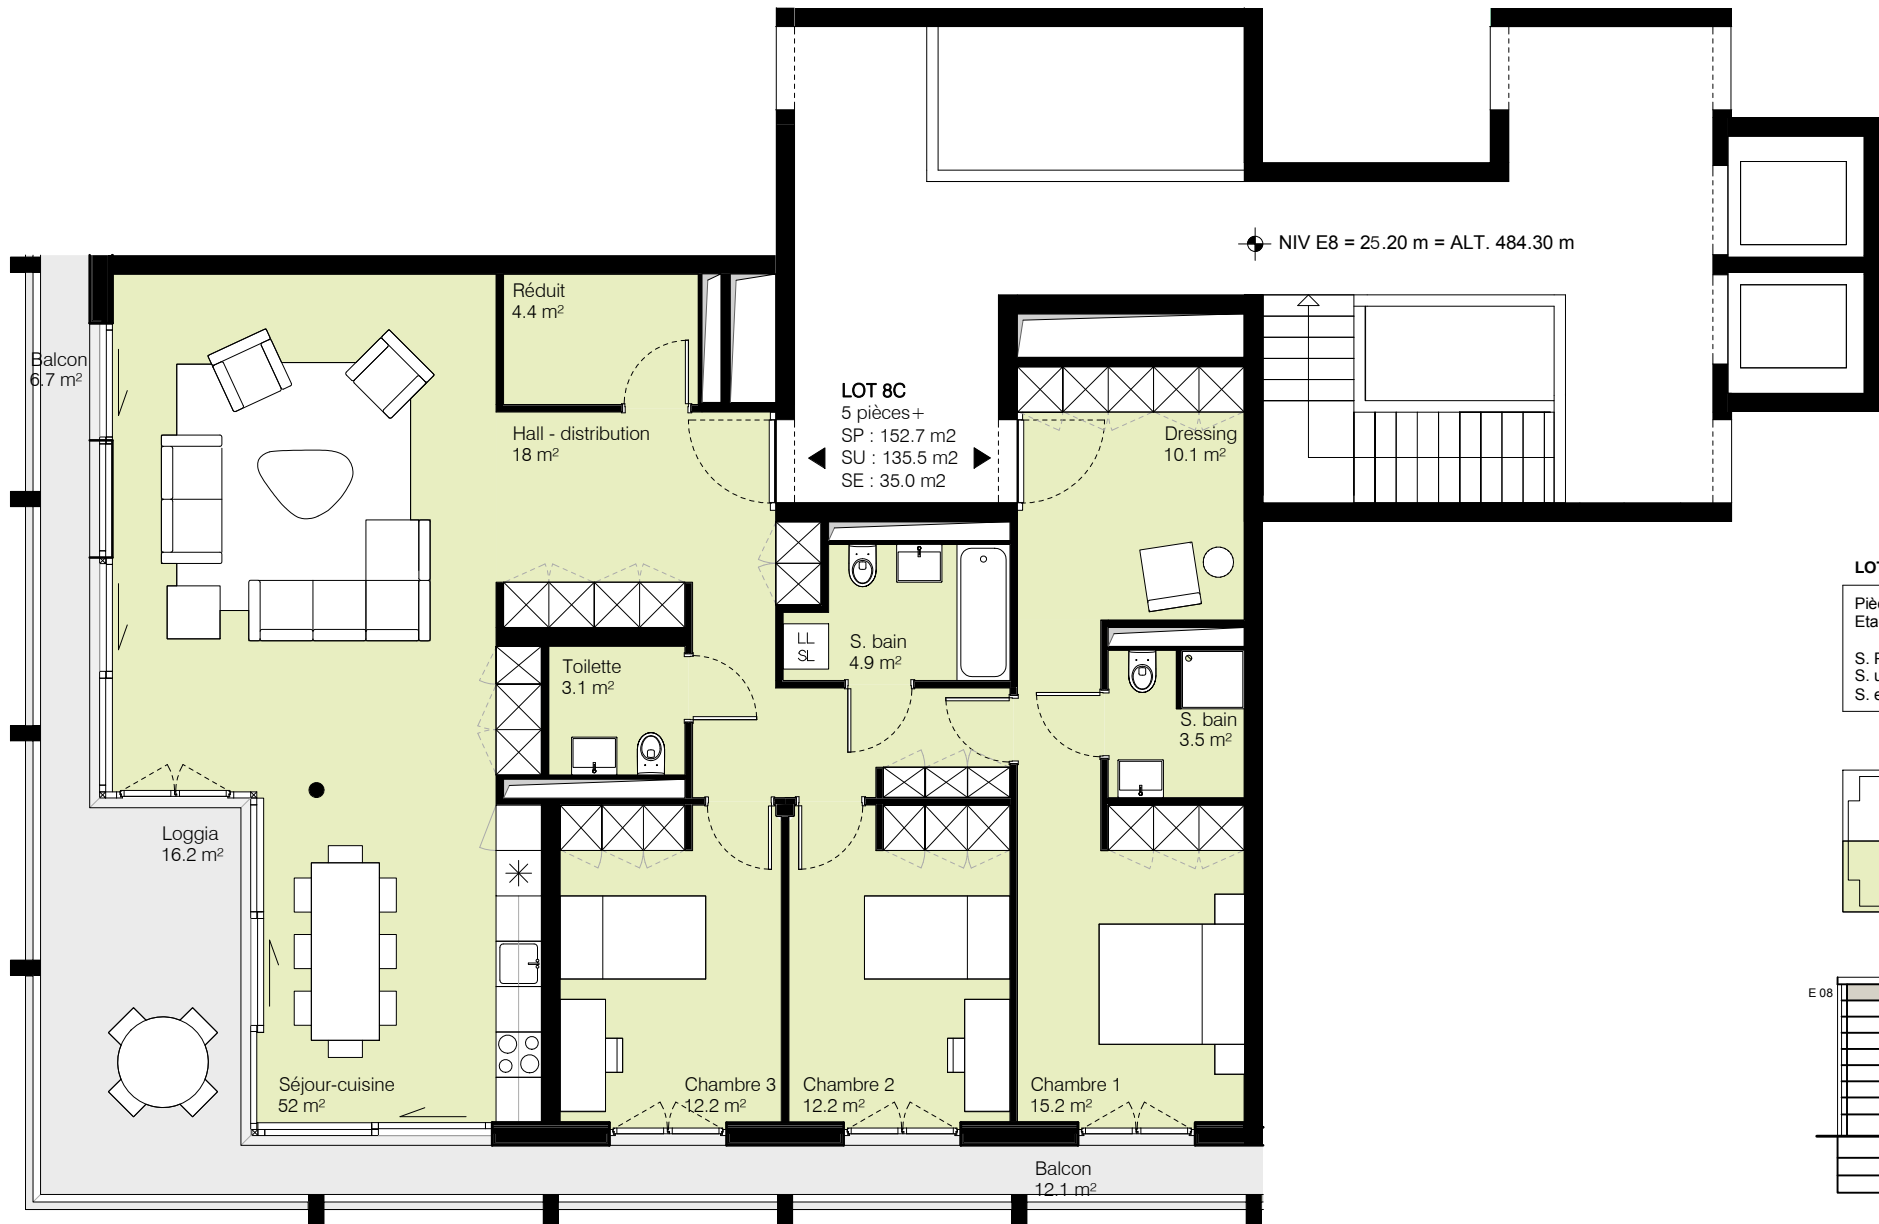 NIV E8 = 25.20 m = ALT. 484.30 m
Réduit
4.4 m²
Balcon
6.7 m²
LOT 8C
5 pièces+
SP : 152.7 m2
SU : 135.5 m2
SE : 35.0 m2
Hall - distribution
18 m²
Dressing
10.1 m²
LL
SL
S. bain
4.9 m²
Toilette
3.1 m²
S. bain
3.5 m²
Loggia
16.2 m²
Séjour-cuisine
52 m²
Chambre 3
12.2 m²
Chambre 2
12.2 m²
Chambre 1
15.2 m²
Balcon
12.1 m²
LOT
Piè
Eta
S. P
S. u
S. e
E 08